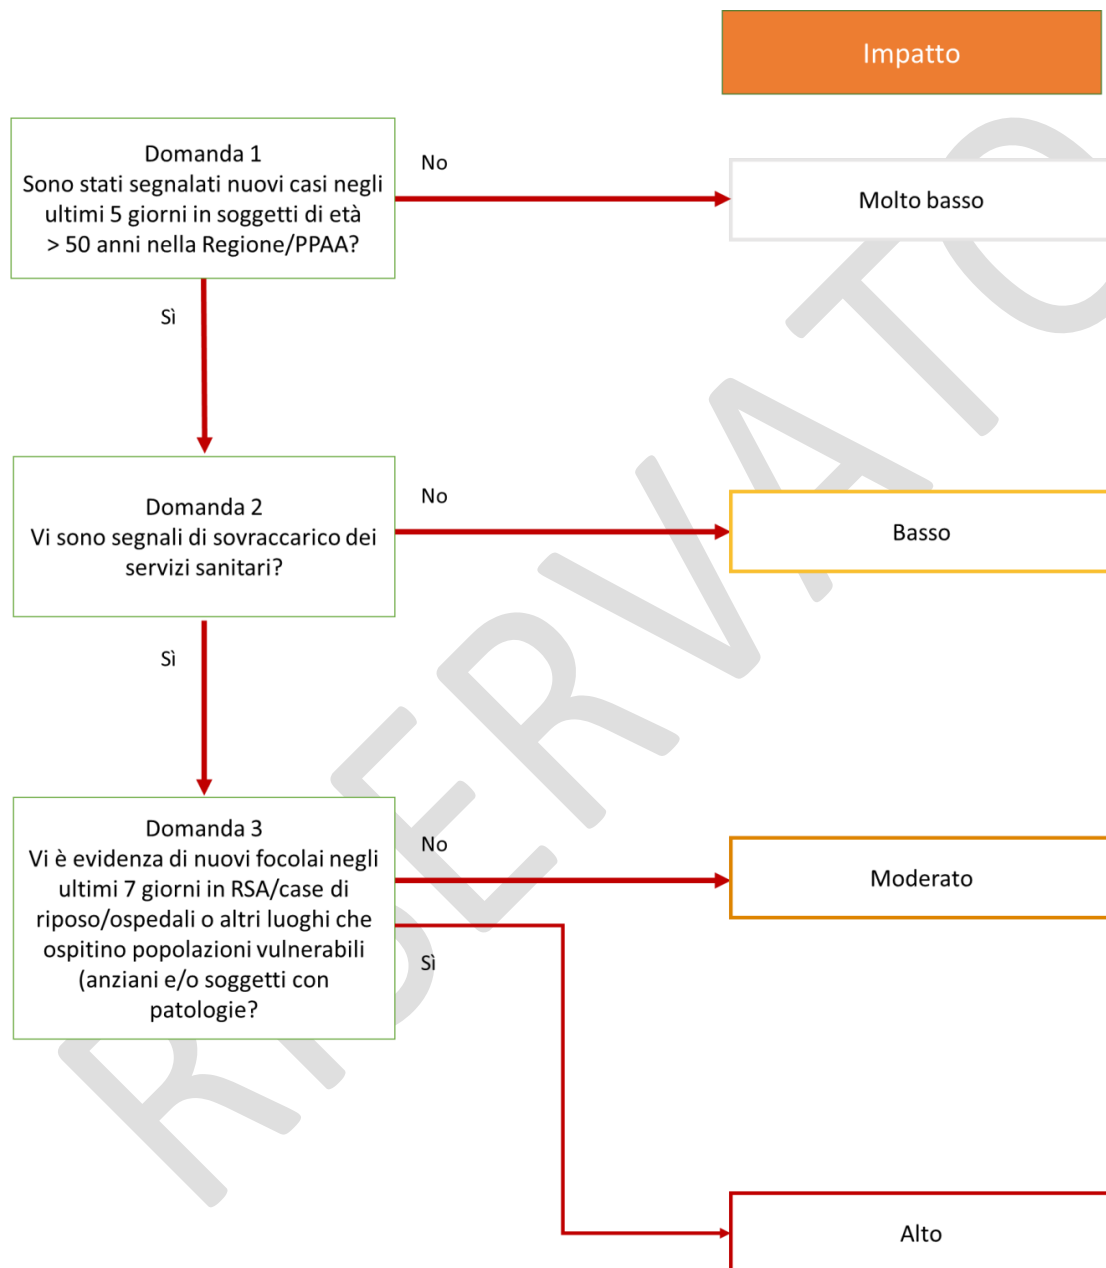 Impatto
Domanda 1
Sono stati segnalati nuovi casi negli
ultimi 5 giorni in soggetti di età
> 50 anni nella Regione/PPAA?
No
Molto basso
Sì
Domanda 2
Vi sono segnali di sovraccarico dei
servizi sanitari?
No
Basso
Sì
Domanda 3
Vi è evidenza di nuovi focolai negli
ultimi 7 giorni in RSA/case di
riposo/ospedali o altri luoghi che
ospitino popolazioni vulnerabili
(anziani e/o soggetti con
patologie?
No
Moderato
Sì
Alto
RISERVATO